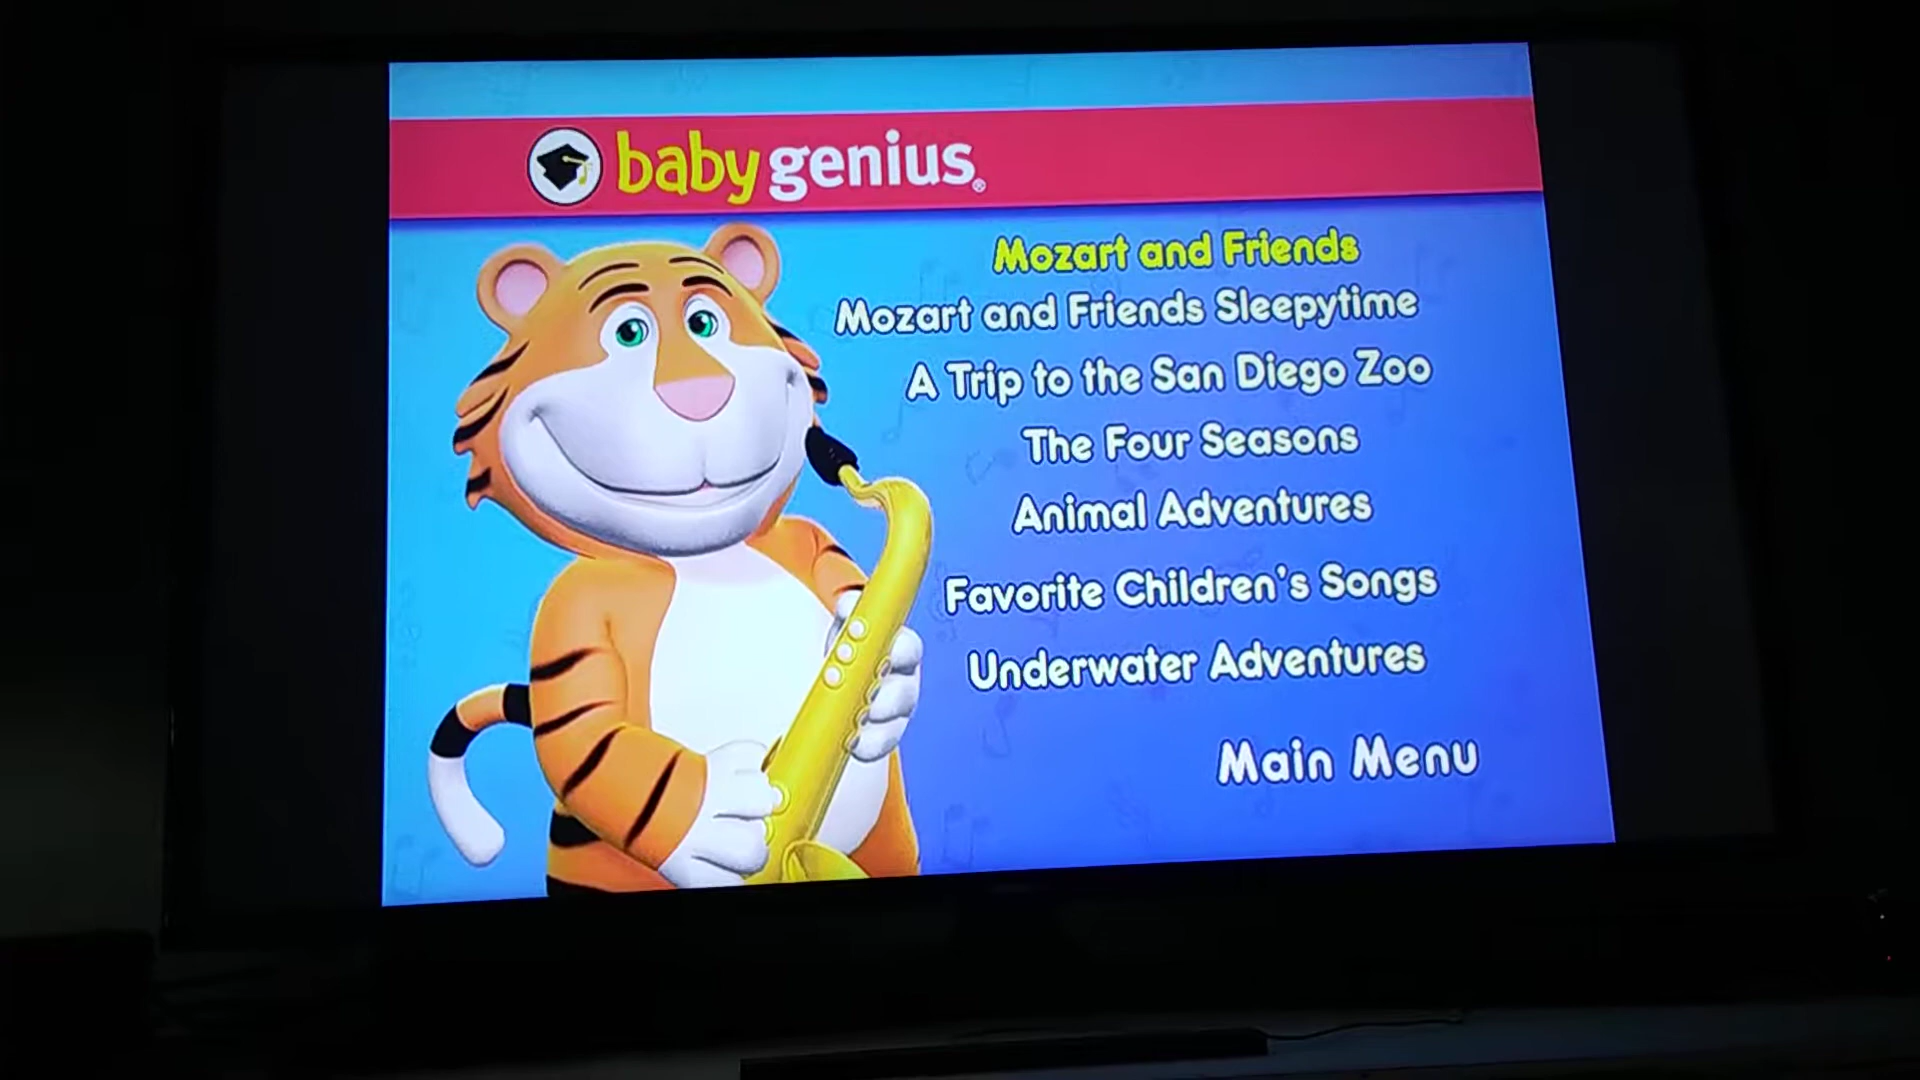 baby genius®
Mozart and Friends
Mozart and Friends Sleepytime
A Trip to the San Diego Zoo
The Four Seasons
Animal Adventures
Favorite Children's Songs
Underwater Adventures
Main Menu